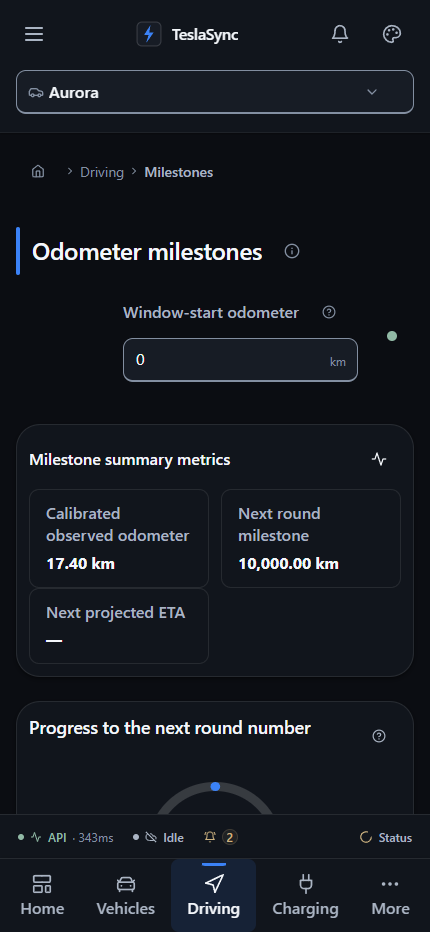 TeslaSync
Aurora
Driving Milestones
Odometer milestones
Window-start odometer
0 km
Milestone summary metrics
Calibrated
observed odometer
17.40 km
Next round
milestone
10,000.00 km
Next projected ETA
—
Progress to the next round number
API · 343ms Idle 2 Status
Home Vehicles Driving Charging More